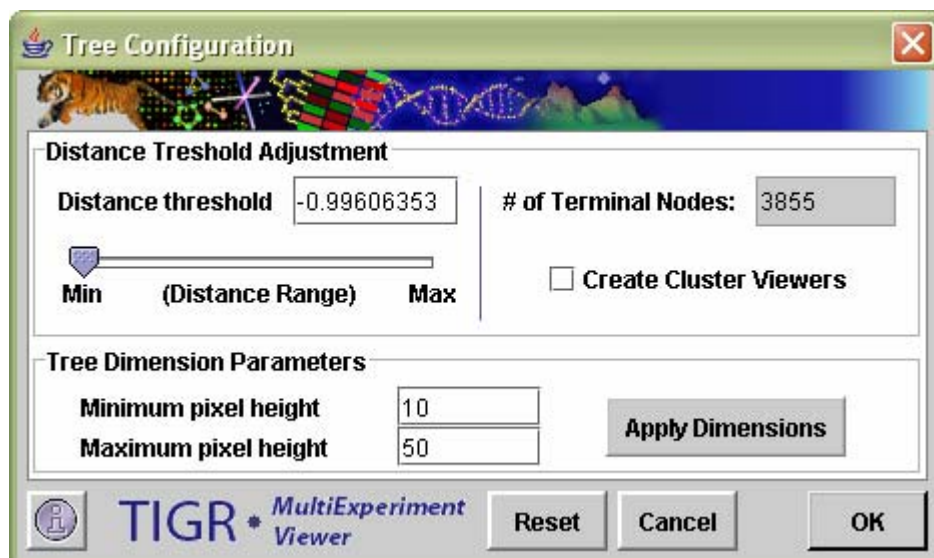 Tree Configuration
Distance Treshold Adjustment
Distance threshold -0.99606353 # of Terminal Nodes: 3855
Create Cluster Viewers
Min (Distance Range) Max
Tree Dimension Parameters
Minimum pixel height 10
Maximum pixel height 50
Apply Dimensions
TIGR • MultiExperiment Viewer Reset Cancel OK